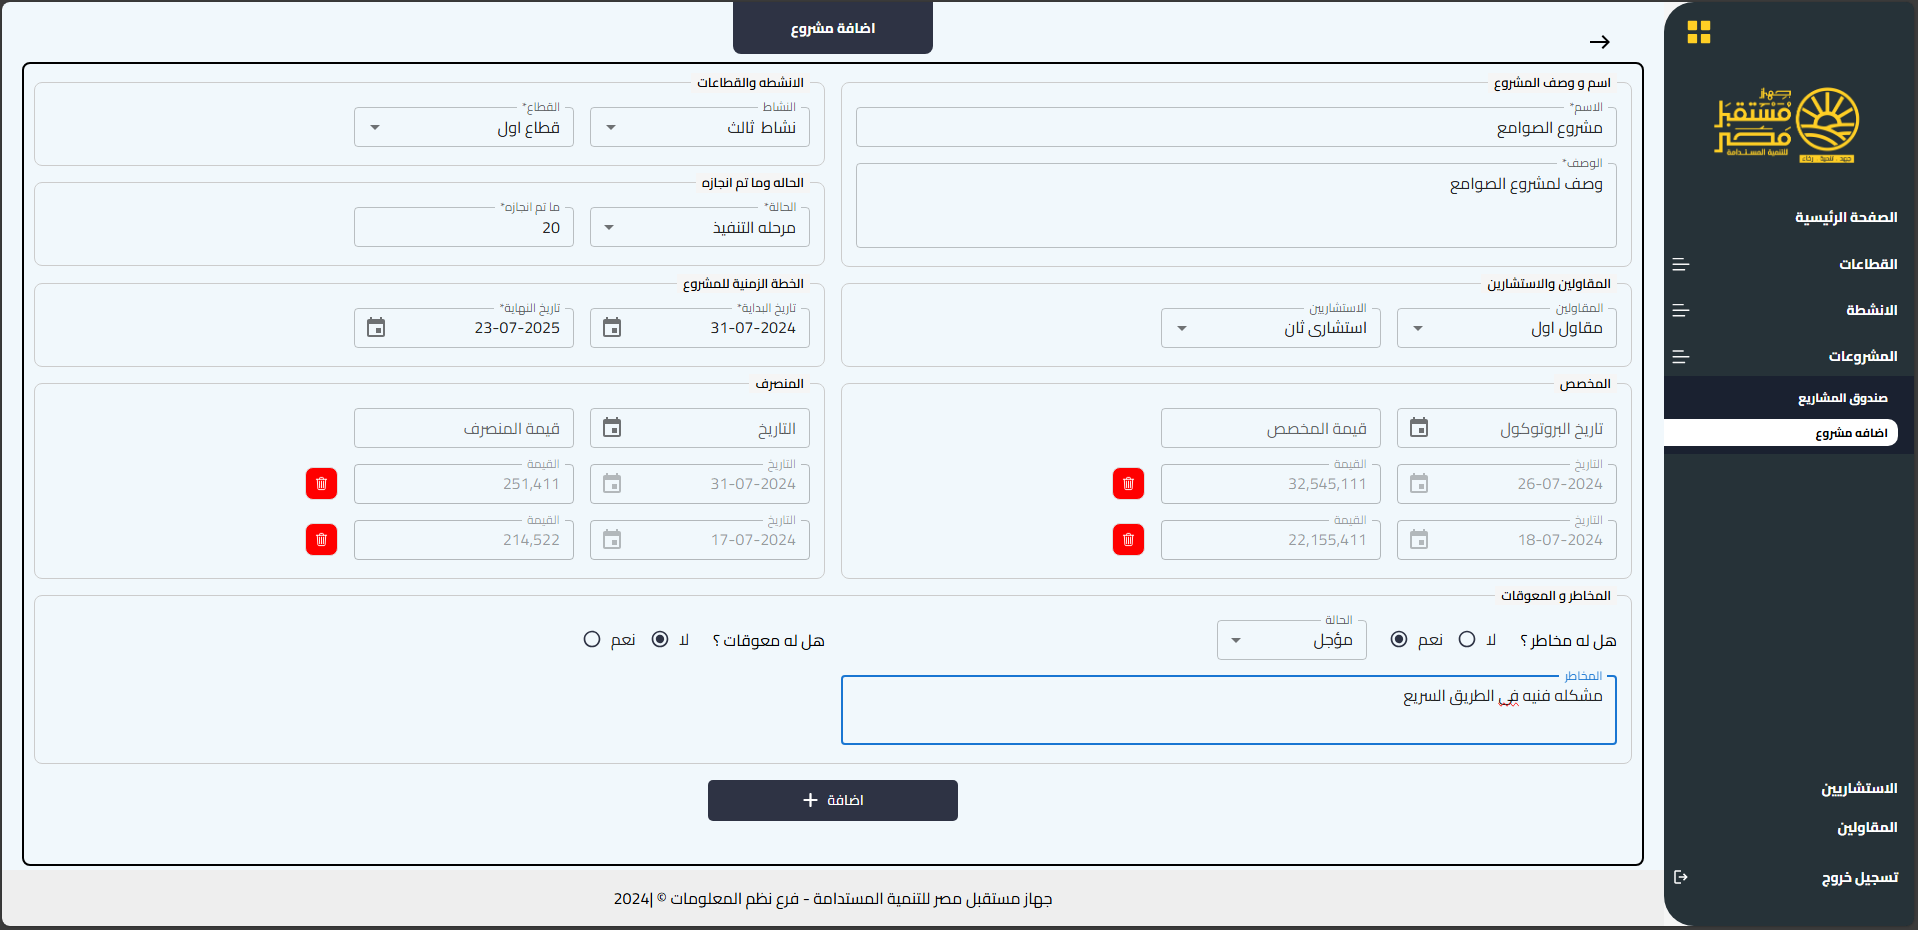 اضافة مشروع
جهاز
مستقبل
مصر
للتنمية المستدامة
جهد . تنمية . رخاء
الصفحة الرئيسية
القطاعات
الانشطة
المشروعات
صندوق المشاريع
اضافه مشروع
الاستشاريين
المقاولين
تسجيل خروج
اسم و وصف المشروع
الاسم*
مشروع الصوامع
الوصف*
وصف لمشروع الصوامع
الانشطه والقطاعات
النشاط
القطاع*
نشاط ثالث
قطاع اول
الحاله وما تم انجازه
الحالة*
ما تم انجازه*
مرحله التنفيذ
20
المقاولين والاستشارين
المقاولين
الاستشاريين
مقاول اول
استشارى ثان
الخطة الزمنية للمشروع
تاريخ البداية*
تاريخ النهاية*
31-07-2024
23-07-2025
المخصص
تاريخ البروتوكول
قيمة المخصص
التاريخ
القيمة
26-07-2024
32,545,111
التاريخ
القيمة
18-07-2024
22,155,411
المنصرف
التاريخ
قيمة المنصرف
التاريخ
القيمة
31-07-2024
251,411
التاريخ
القيمة
17-07-2024
214,522
المخاطر و المعوقات
هل له مخاطر ؟
لا
نعم
الحالة
مؤجل
هل له معوقات ؟
لا
نعم
المخاطر
مشكله فنيه في الطريق السريع
اضافة +
جهاز مستقبل مصر للتنمية المستدامة - فرع نظم المعلومات © |2024